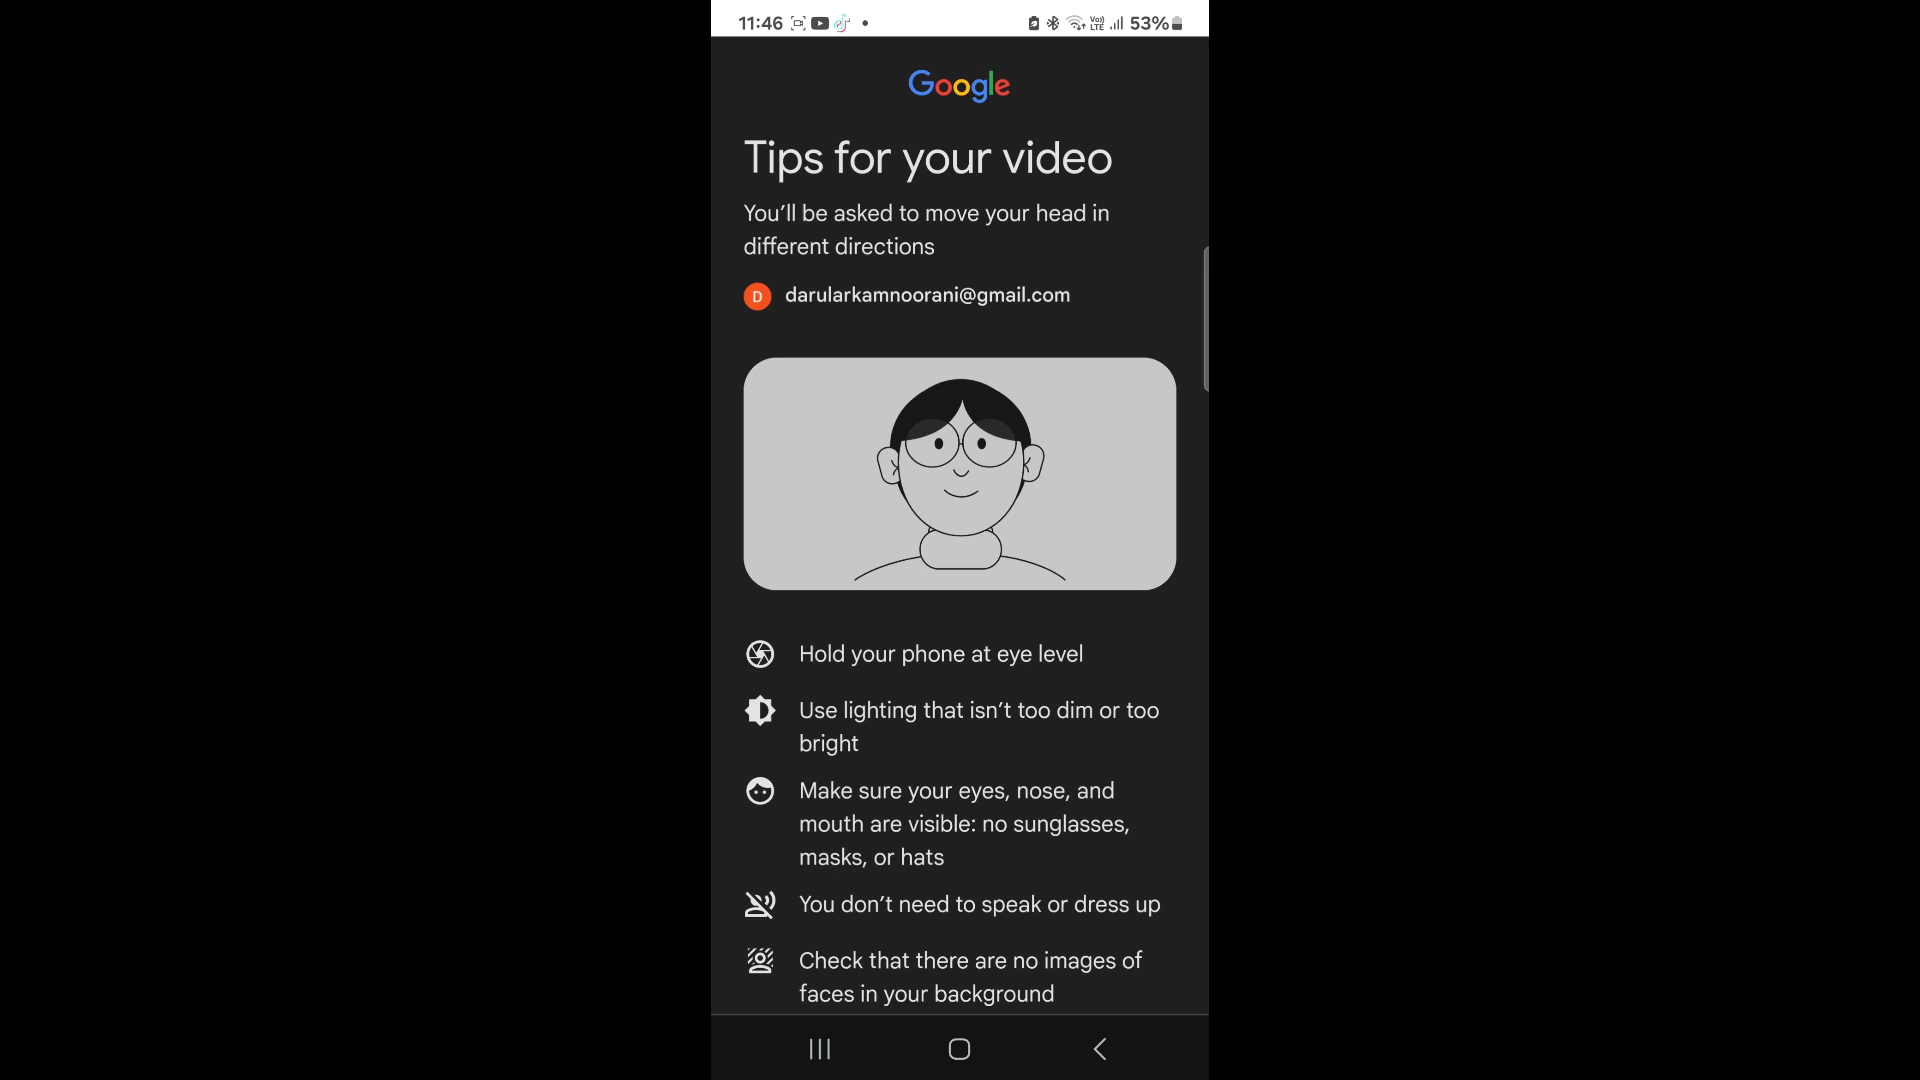 11:46
Vo)) LTE
53%
Google
Tips for your video
You’ll be asked to move your head in
different directions
D darularkamnoorani@gmail.com
Hold your phone at eye level
Use lighting that isn’t too dim or too
bright
Make sure your eyes, nose, and
mouth are visible: no sunglasses,
masks, or hats
You don’t need to speak or dress up
Check that there are no images of
faces in your background